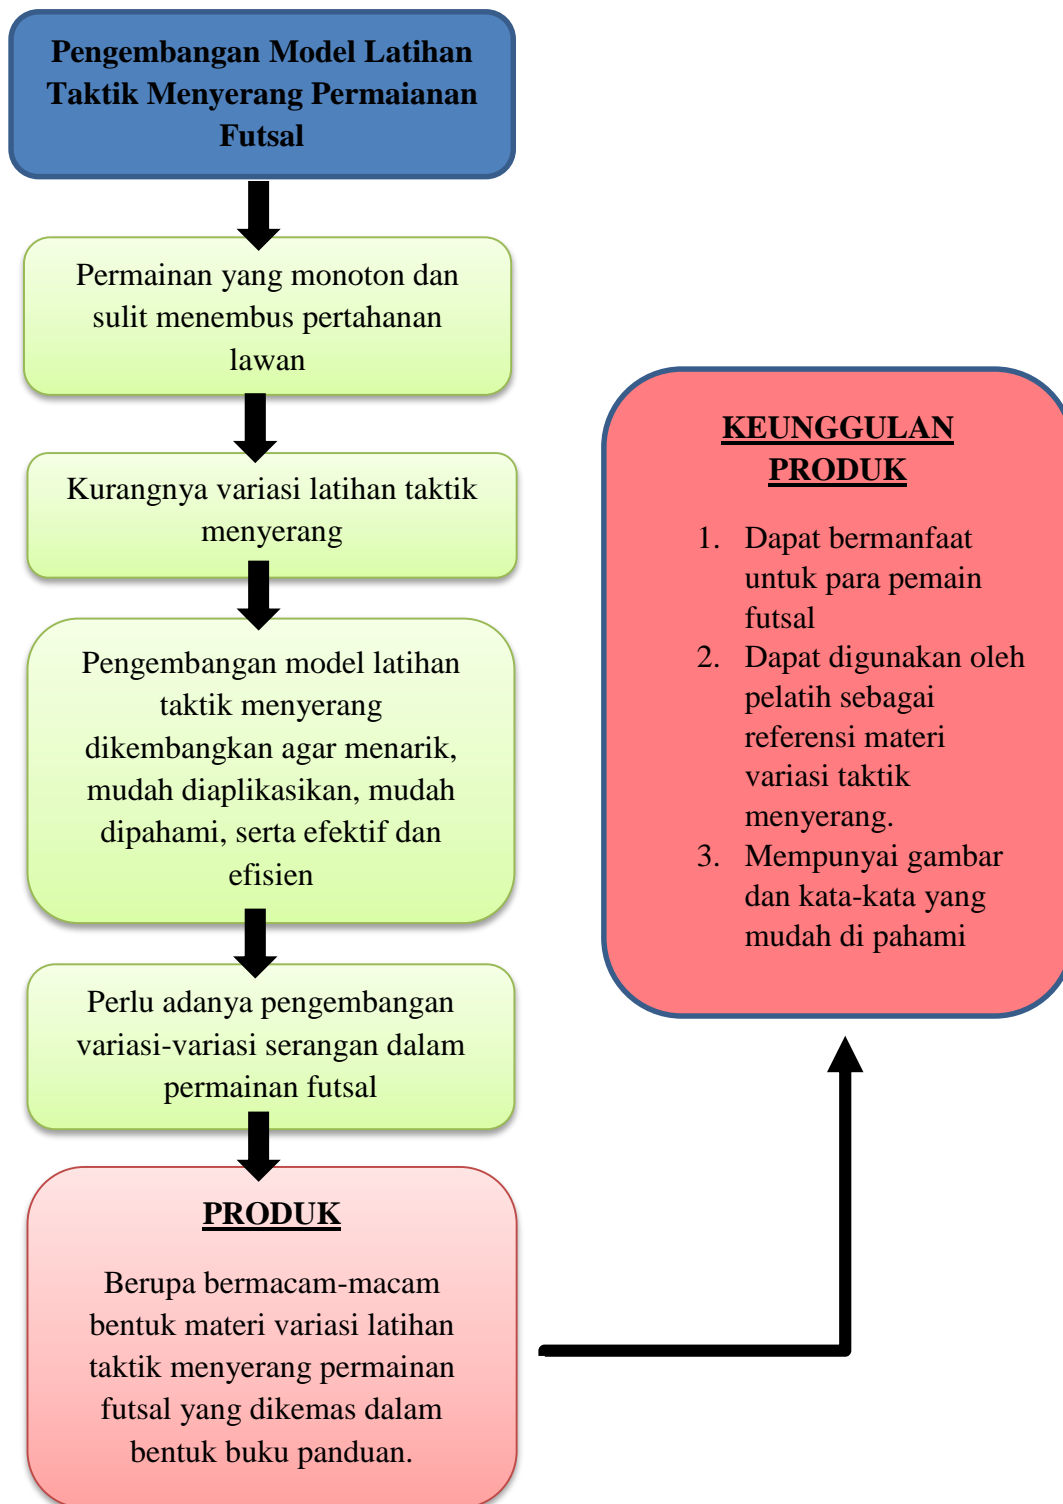 Pengembangan Model Latihan
Taktik Menyerang Permaianan
Futsal
Permainan yang monoton dan
sulit menembus pertahanan
lawan
Kurangnya variasi latihan taktik
menyerang
Pengembangan model latihan
taktik menyerang
dikembangkan agar menarik,
mudah diaplikasikan, mudah
dipahami, serta efektif dan
efisien
Perlu adanya pengembangan
variasi-variasi serangan dalam
permainan futsal
PRODUK
Berupa bermacam-macam
bentuk materi variasi latihan
taktik menyerang permainan
futsal yang dikemas dalam
bentuk buku panduan.
KEUNGGULAN
PRODUK
1. Dapat bermanfaat
untuk para pemain
futsal
2. Dapat digunakan oleh
pelatih sebagai
referensi materi
variasi taktik
menyerang.
3. Mempunyai gambar
dan kata-kata yang
mudah di pahami